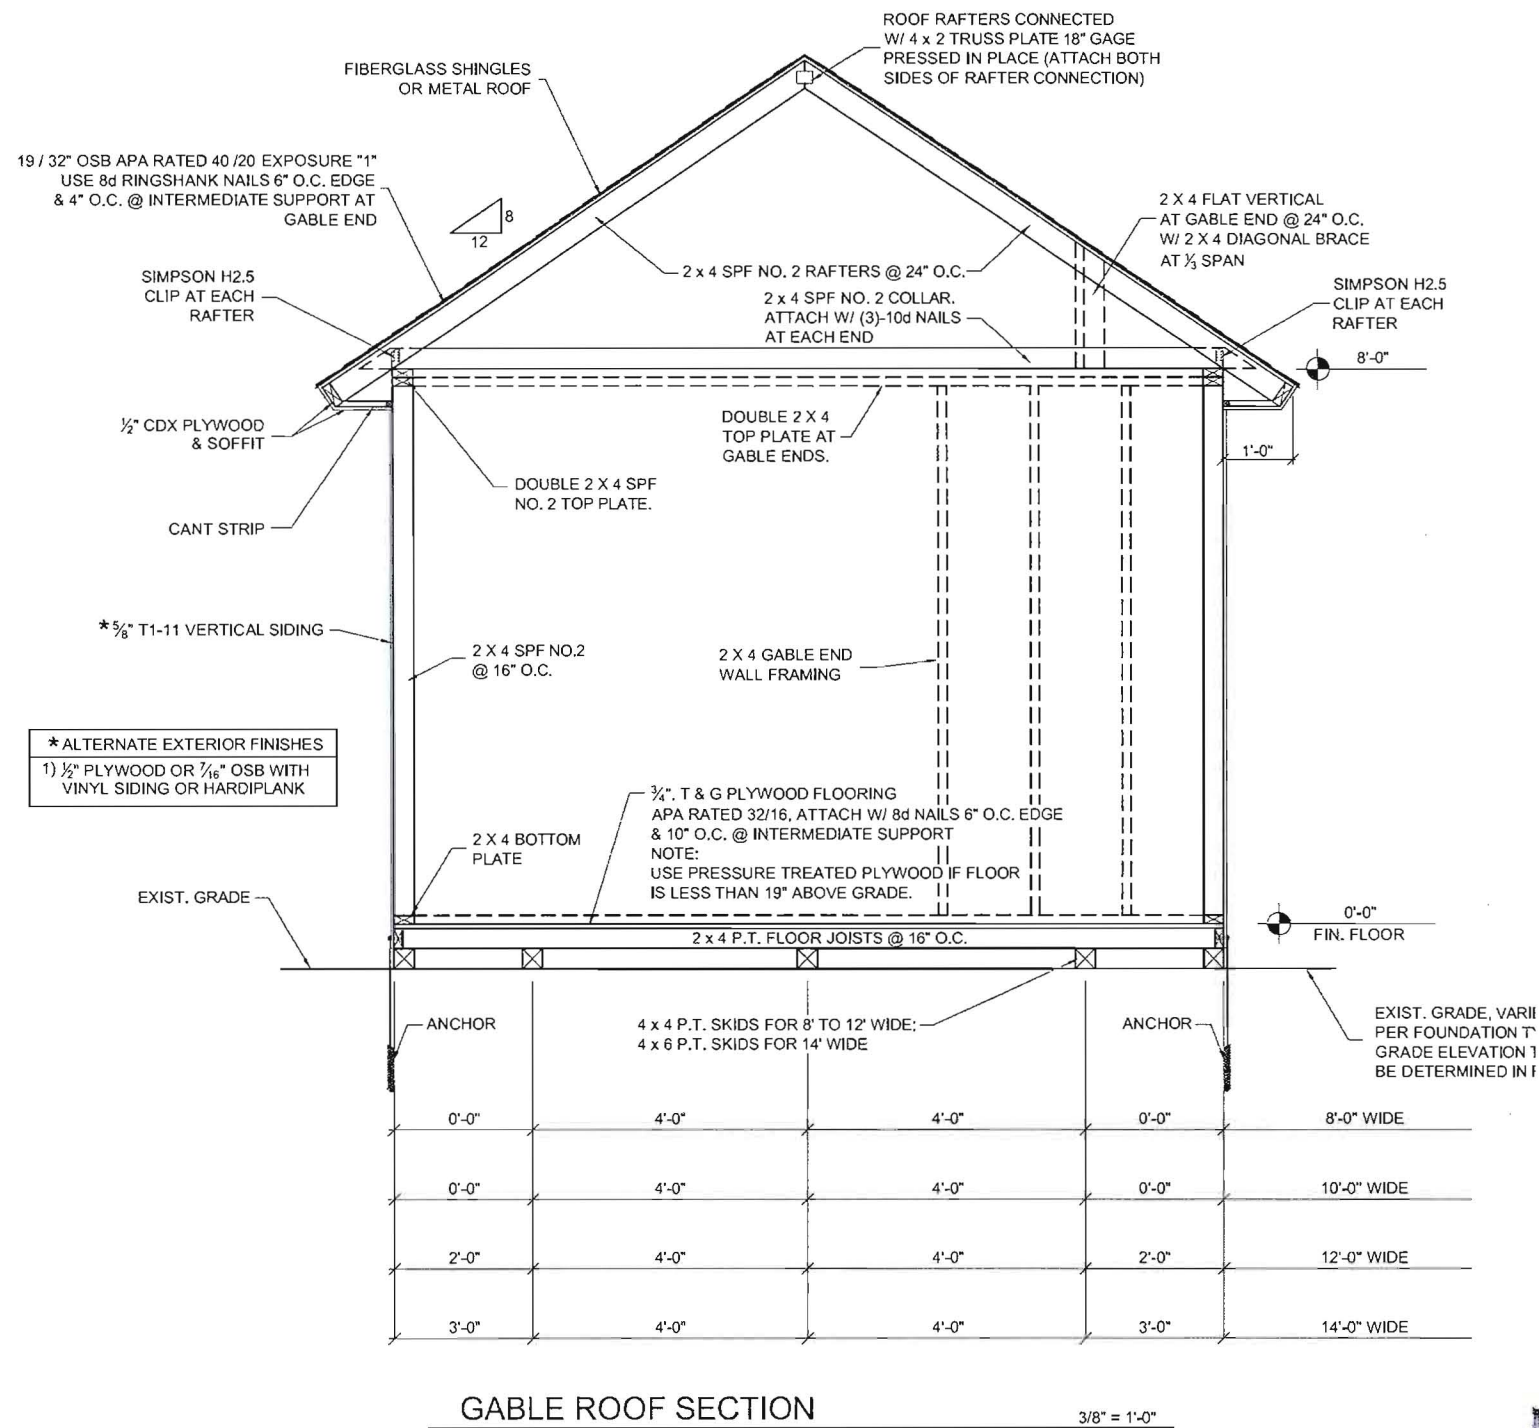 ROOF RAFTERS CONNECTED
W/ 4 x 2 TRUSS PLATE 18" GAGE
PRESSED IN PLACE (ATTACH BOTH
SIDES OF RAFTER CONNECTION)
FIBERGLASS SHINGLES
OR METAL ROOF
19 / 32" OSB APA RATED 40 /20 EXPOSURE "1"
USE 8d RINGSHANK NAILS 6" O.C. EDGE
& 4" O.C. @ INTERMEDIATE SUPPORT AT
GABLE END
8
12
2 X 4 FLAT VERTICAL
AT GABLE END @ 24" O.C.
W/ 2 X 4 DIAGONAL BRACE
AT ⅓ SPAN
SIMPSON H2.5
CLIP AT EACH
RAFTER
2 x 4 SPF NO. 2 RAFTERS @ 24" O.C.
2 x 4 SPF NO. 2 COLLAR.
ATTACH W/ (3)-10d NAILS
AT EACH END
SIMPSON H2.5
CLIP AT EACH
RAFTER
8'-0"
½" CDX PLYWOOD
& SOFFIT
DOUBLE 2 X 4
TOP PLATE AT
GABLE ENDS.
1'-0"
DOUBLE 2 X 4 SPF
NO. 2 TOP PLATE.
CANT STRIP
* ⅝" T1-11 VERTICAL SIDING
2 X 4 SPF NO.2
@ 16" O.C.
2 X 4 GABLE END
WALL FRAMING
* ALTERNATE EXTERIOR FINISHES
1) ½" PLYWOOD OR 7/16" OSB WITH
VINYL SIDING OR HARDIPLANK
¾", T & G PLYWOOD FLOORING
APA RATED 32/16, ATTACH W/ 8d NAILS 6" O.C. EDGE
& 10" O.C. @ INTERMEDIATE SUPPORT
NOTE:
USE PRESSURE TREATED PLYWOOD IF FLOOR
IS LESS THAN 19" ABOVE GRADE.
2 X 4 BOTTOM
PLATE
EXIST. GRADE
0'-0"
FIN. FLOOR
2 x 4 P.T. FLOOR JOISTS @ 16" O.C.
ANCHOR
4 x 4 P.T. SKIDS FOR 8' TO 12' WIDE;
4 x 6 P.T. SKIDS FOR 14' WIDE
ANCHOR
EXIST. GRADE,
PER FOUNDATION
GRADE ELEVATION
BE DETERMINED IN
0'-0" 4'-0" 4'-0" 0'-0" 8'-0" WIDE
0'-0" 4'-0" 4'-0" 0'-0" 10'-0" WIDE
2'-0" 4'-0" 4'-0" 2'-0" 12'-0" WIDE
3'-0" 4'-0" 4'-0" 3'-0" 14'-0" WIDE
GABLE ROOF SECTION 3/8" = 1'-0"